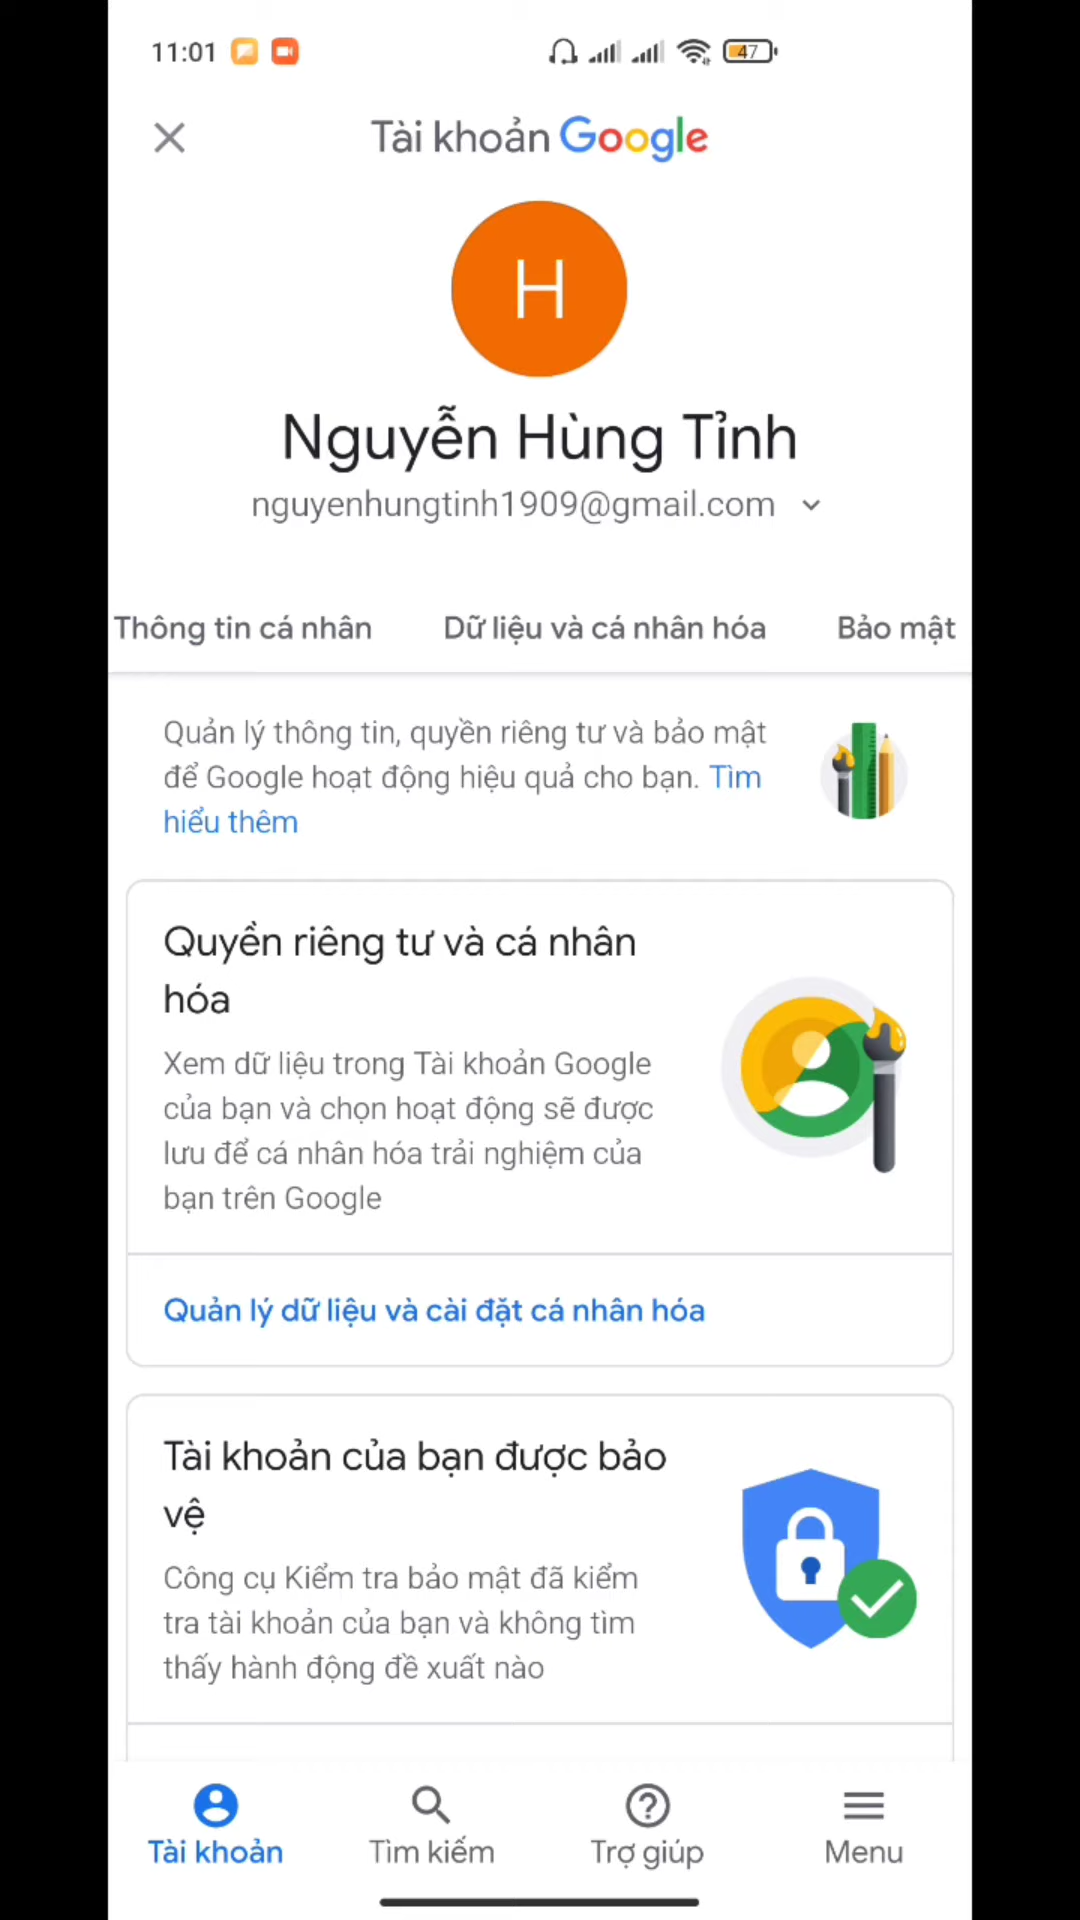 11:01
47
Tài khoản Google
H
Nguyễn Hùng Tỉnh
nguyenhungtinh1909@gmail.com
Thông tin cá nhân Dữ liệu và cá nhân hóa Bảo mật
Quản lý thông tin, quyền riêng tư và bảo mật
để Google hoạt động hiệu quả cho bạn. Tìm
hiểu thêm
Quyền riêng tư và cá nhân
hóa
Xem dữ liệu trong Tài khoản Google
của bạn và chọn hoạt động sẽ được
lưu để cá nhân hóa trải nghiệm của
bạn trên Google
Quản lý dữ liệu và cài đặt cá nhân hóa
Tài khoản của bạn được bảo
vệ
Công cụ Kiểm tra bảo mật đã kiểm
tra tài khoản của bạn và không tìm
thấy hành động đề xuất nào
Tài khoản Tìm kiếm Trợ giúp Menu